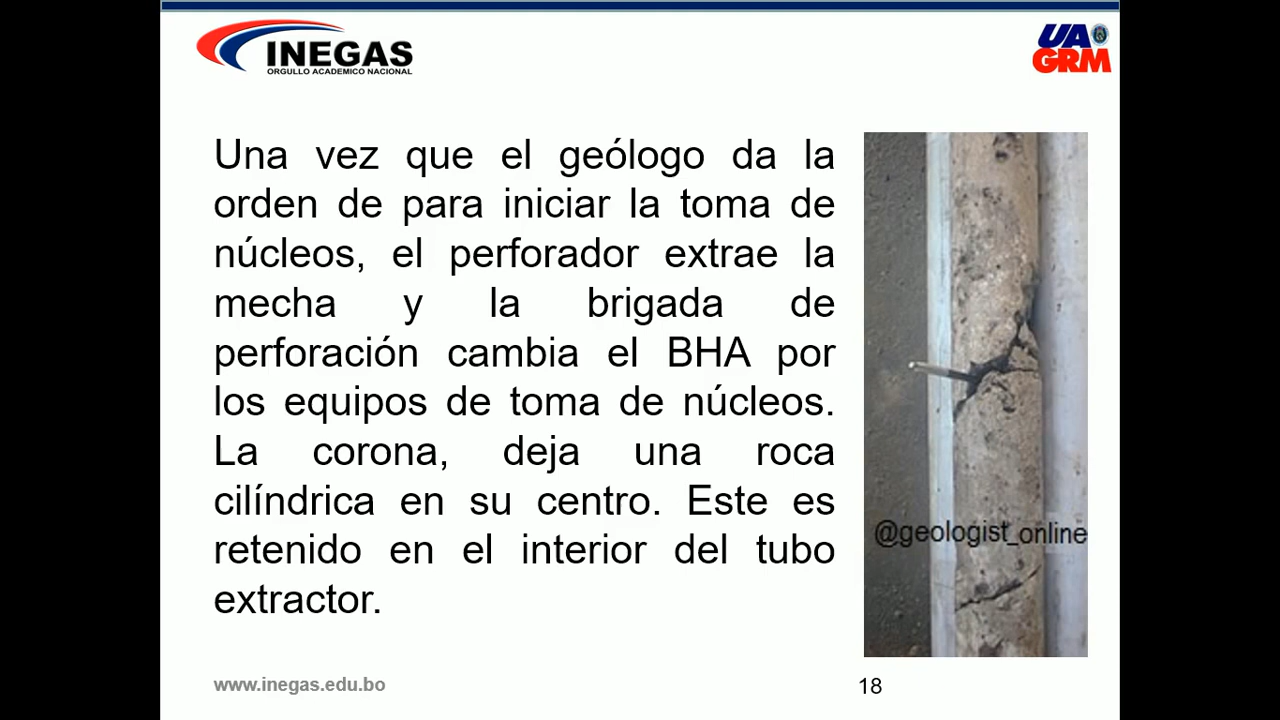 INEGAS
ORGULLO ACADEMICO NACIONAL
UA
GRM
Una vez que el geólogo da la
orden de para iniciar la toma de
núcleos, el perforador extrae la
mecha y la brigada de
perforación cambia el BHA por
los equipos de toma de núcleos.
La corona, deja una roca
cilíndrica en su centro. Este es
retenido en el interior del tubo
extractor.
@geologist_online
www.inegas.edu.bo
18